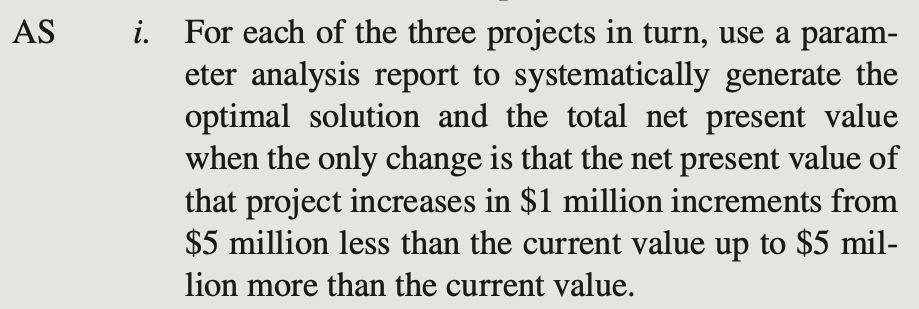 AS i. For each of the three projects in turn, use a param-
eter analysis report to systematically generate the
optimal solution and the total net present value
when the only change is that the net present value of
that project increases in $1 million increments from
$5 million less than the current value up to $5 mil-
lion more than the current value.